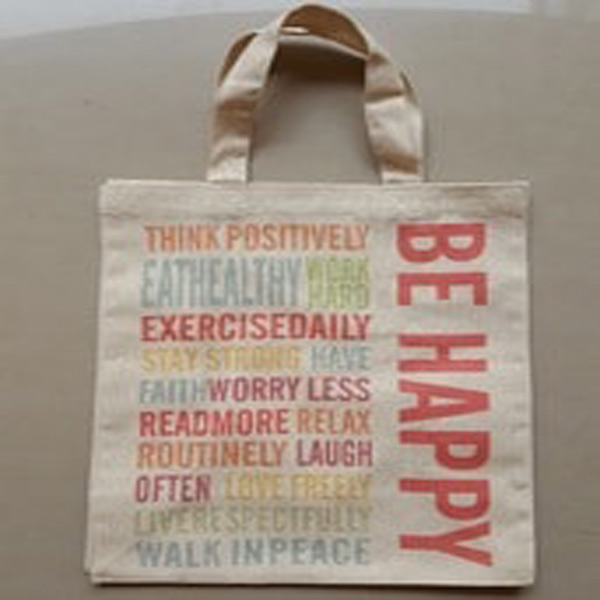 THINK POSITIVELY
EATHEALTHY WORK HARD
EXERCISEDAILY
STAY STRONG HAVE
FAITHWORRY LESS
READMORE RELAX
ROUTINELY LAUGH
OFTEN LOVE FREELY
LIVERESPECTFULLY
WALK INPEACE
BE HAPPY